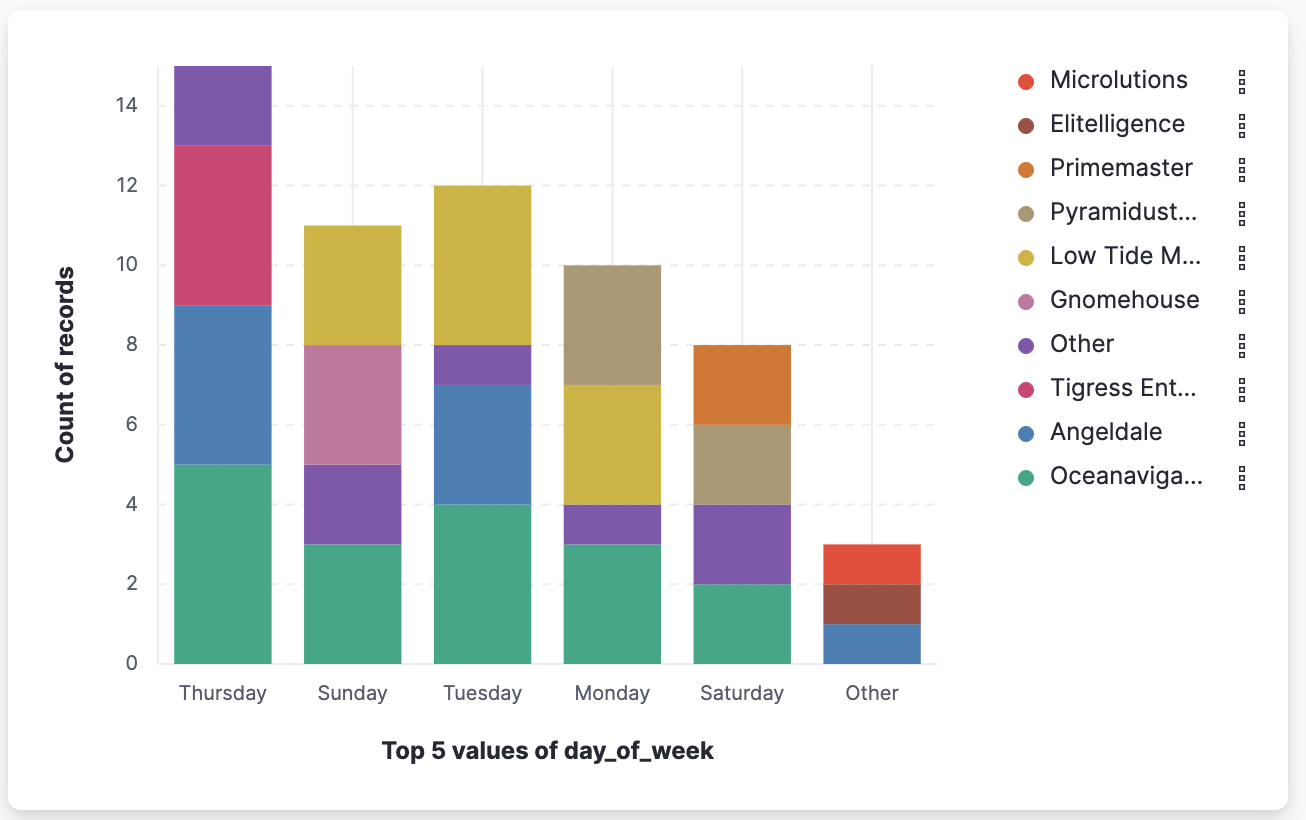 Count of records
14
12
10
8
6
4
2
0
Thursday
Sunday
Tuesday
Monday
Saturday
Other
Top 5 values of day_of_week
Microlutions
Elitelligence
Primemaster
Pyramidust...
Low Tide M...
Gnomehouse
Other
Tigress Ent...
Angeldale
Oceanaviga...